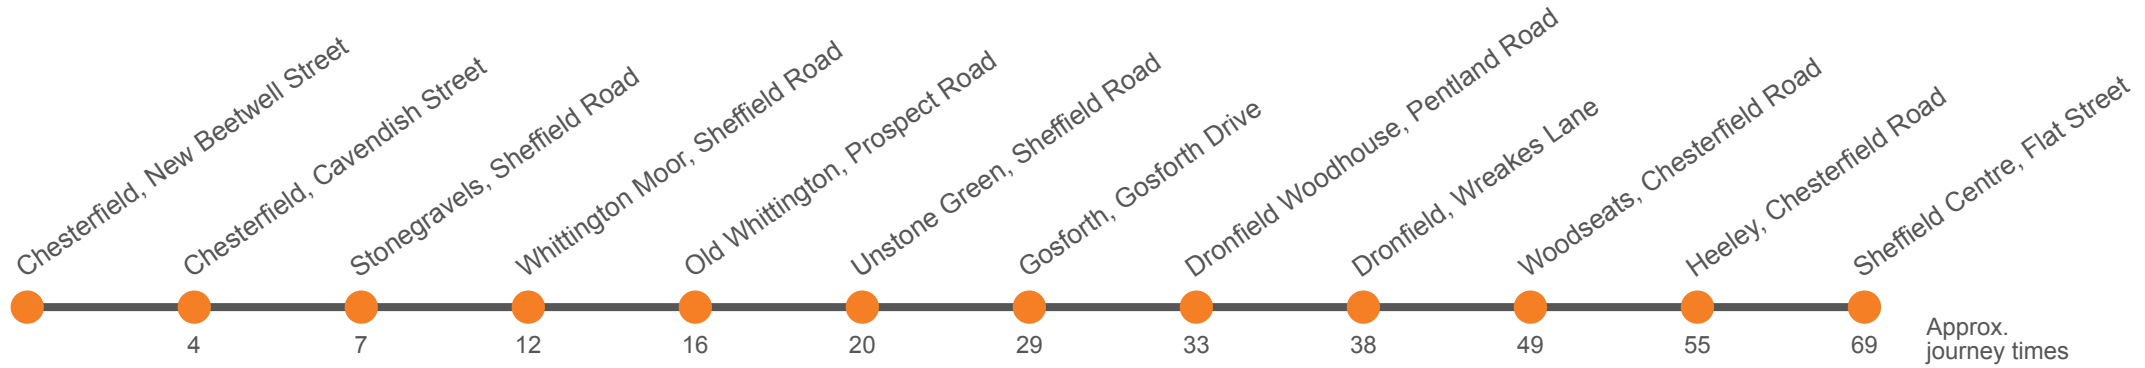 Chesterfield, New Beetwell Street
Chesterfield, Cavendish Street
Stonegravels, Sheffield Road
Whittington Moor, Sheffield Road
Old Whittington, Prospect Road
Unstone Green, Sheffield Road
Gosforth, Gosforth Drive
Dronfield Woodhouse, Pentland Road
Dronfield, Wreakes Lane
Woodseats, Chesterfield Road
Heeley, Chesterfield Road
Sheffield Centre, Flat Street
4 7 12 16 20 29 33 38 49 55 69
Approx.
journey times